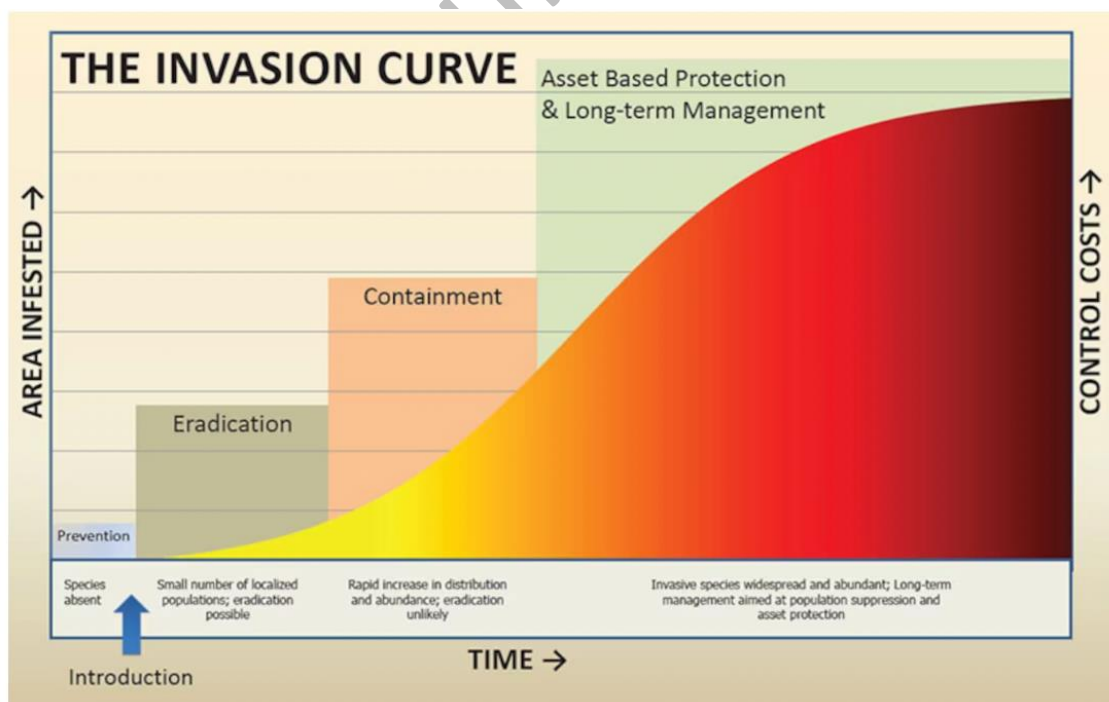 THE INVASION CURVE
Asset Based Protection
& Long-term Management
Containment
Eradication
Prevention
AREA INFESTED →
CONTROL COSTS →
Species
absent
Small number of localized
populations; eradication
possible
Rapid increase in distribution
and abundance; eradication
unlikely
Invasive species widespread and abundant; Long-term
management aimed at population suppression and
asset protection
TIME →
Introduction